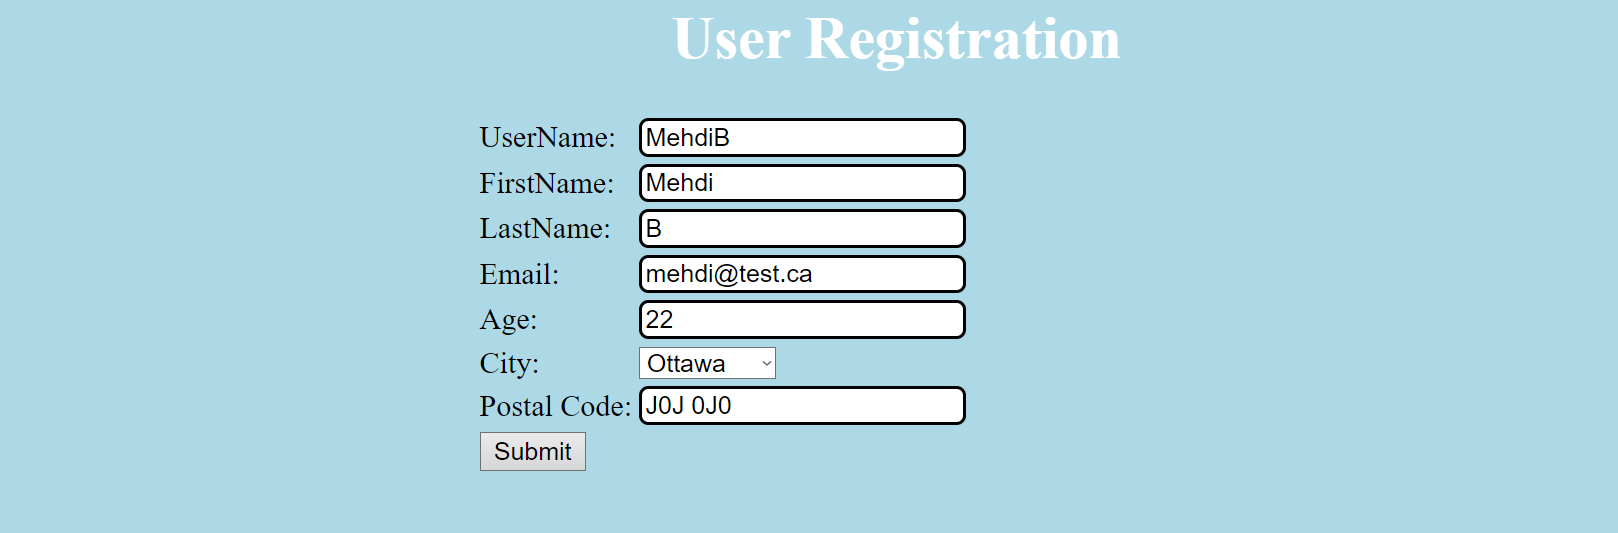 User Registration
UserName: MehdiB
FirstName: Mehdi
LastName: B
Email: mehdi@test.ca
Age: 22
City: Ottawa
Postal Code: J0J 0J0
Submit